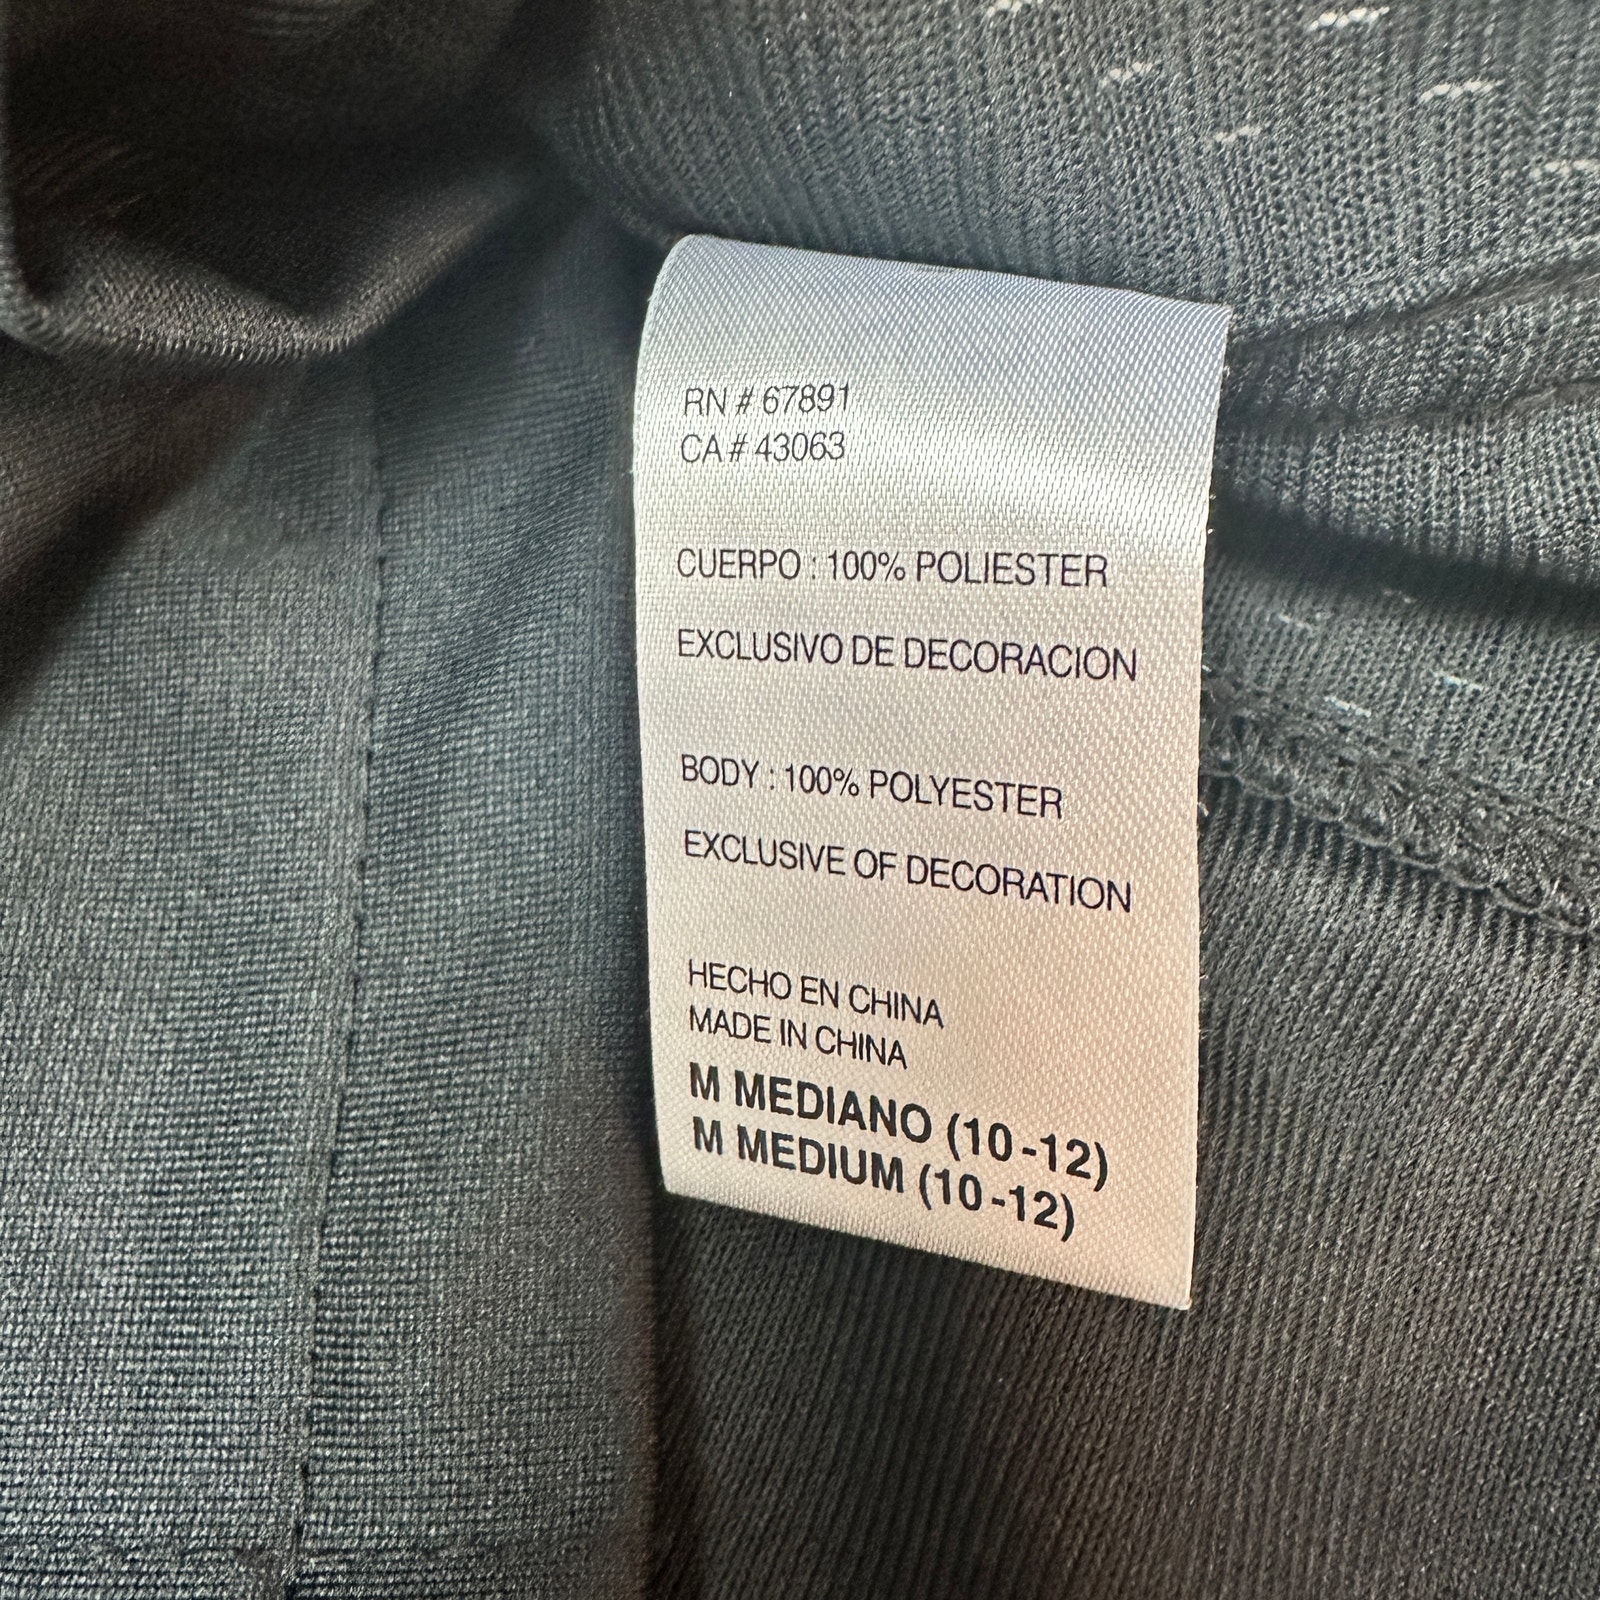 RN # 67891
CA # 43063
CUERPO : 100% POLIESTER
EXCLUSIVO DE DECORACION
BODY : 100% POLYESTER
EXCLUSIVE OF DECORATION
HECHO EN CHINA
MADE IN CHINA
M MEDIANO (10-12)
M MEDIUM (10-12)